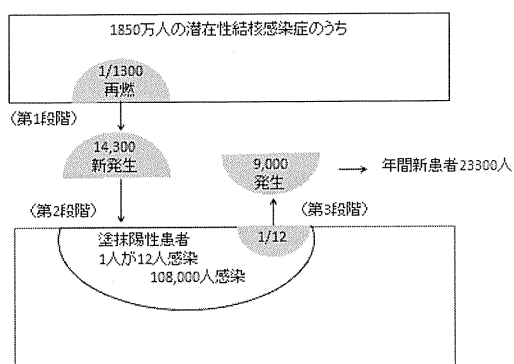 1850万人の潜在性結核感染症のうち
1/1300
再燃
〈第1段階〉
14,300
新発生
9,000
発生
年間新患者23300人
〈第2段階〉
〈第3段階〉
塗抹陽性患者
1人が12人感染
108,000人感染
1/12